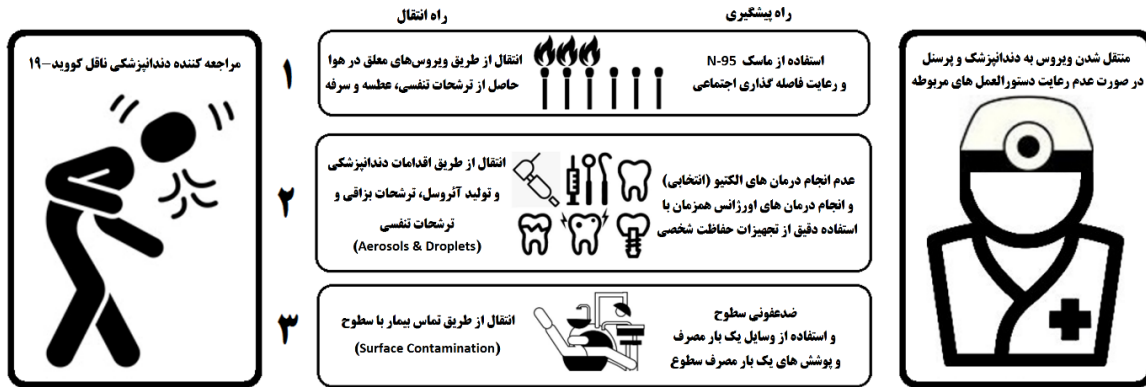 راه پیشگیری
راه انتقال
منتقل شدن ویروس به دندانپزشک و پرسنل
در صورت عدم رعایت دستورالعمل های مربوطه
استفاده از ماسک N-95
و رعایت فاصله گذاری اجتماعی
انتقال از طریق ویروس‌های معلق در هوا
حاصل از ترشحات تنفسی، عطسه و سرفه
۱
عدم انجام درمان های الکتیو (انتخابی)
و انجام درمان های اورژانس همزمان با
استفاده دقیق از تجهیزات حفاظت شخصی
انتقال از طریق اقدامات دندانپزشکی
و تولید آئروسل، ترشحات بزاقی و
ترشحات تنفسی
(Aerosols & Droplets)
۲
ضدعفونی سطوح
و استفاده از وسایل یک بار مصرف
و پوشش های یک بار مصرف سطوع
انتقال از طریق تماس بیمار با سطوح
(Surface Contamination)
۳
مراجعه کننده دندانپزشکی ناقل کووید-۱۹